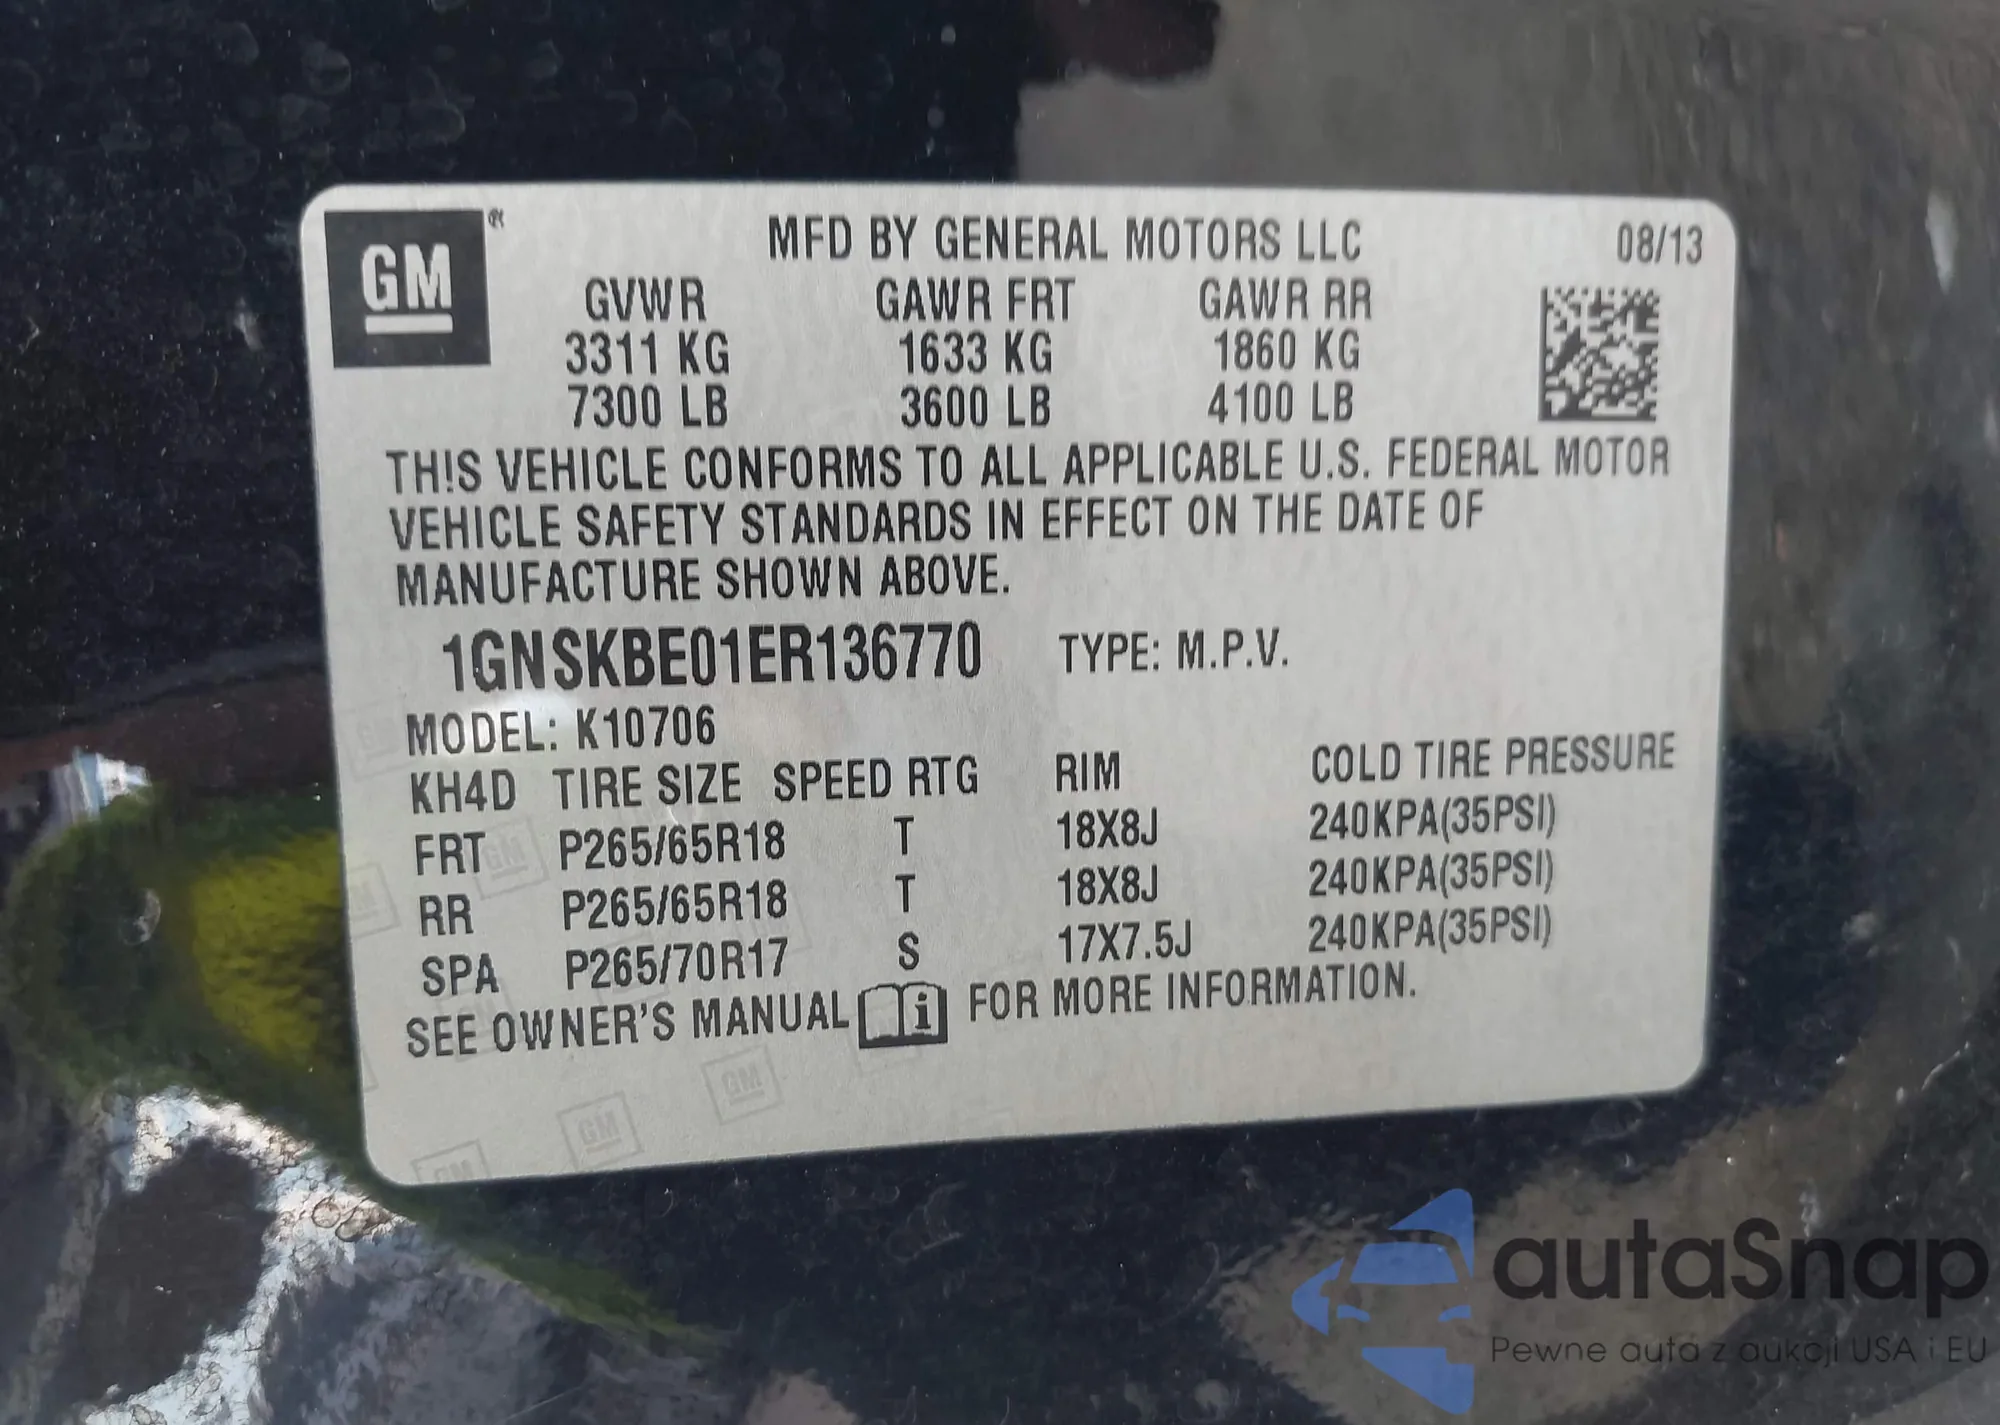 GM ®
MFD BY GENERAL MOTORS LLC 08/13
GVWR GAWR FRT GAWR RR
3311 KG 1633 KG 1860 KG
7300 LB 3600 LB 4100 LB
THIS VEHICLE CONFORMS TO ALL APPLICABLE U.S. FEDERAL MOTOR
VEHICLE SAFETY STANDARDS IN EFFECT ON THE DATE OF
MANUFACTURE SHOWN ABOVE.
1GNSKBE01ER136770 TYPE: M.P.V.
MODEL: K10706
KH4D TIRE SIZE SPEED RTG RIM COLD TIRE PRESSURE
FRT P265/65R18 T 18X8J 240KPA(35PSI)
RR P265/65R18 T 18X8J 240KPA(35PSI)
SPA P265/70R17 S 17X7.5J 240KPA(35PSI)
SEE OWNER'S MANUAL i FOR MORE INFORMATION.
GM
GM
GM
GM
autaSnap
Pewne auta z aukcji USA i EU